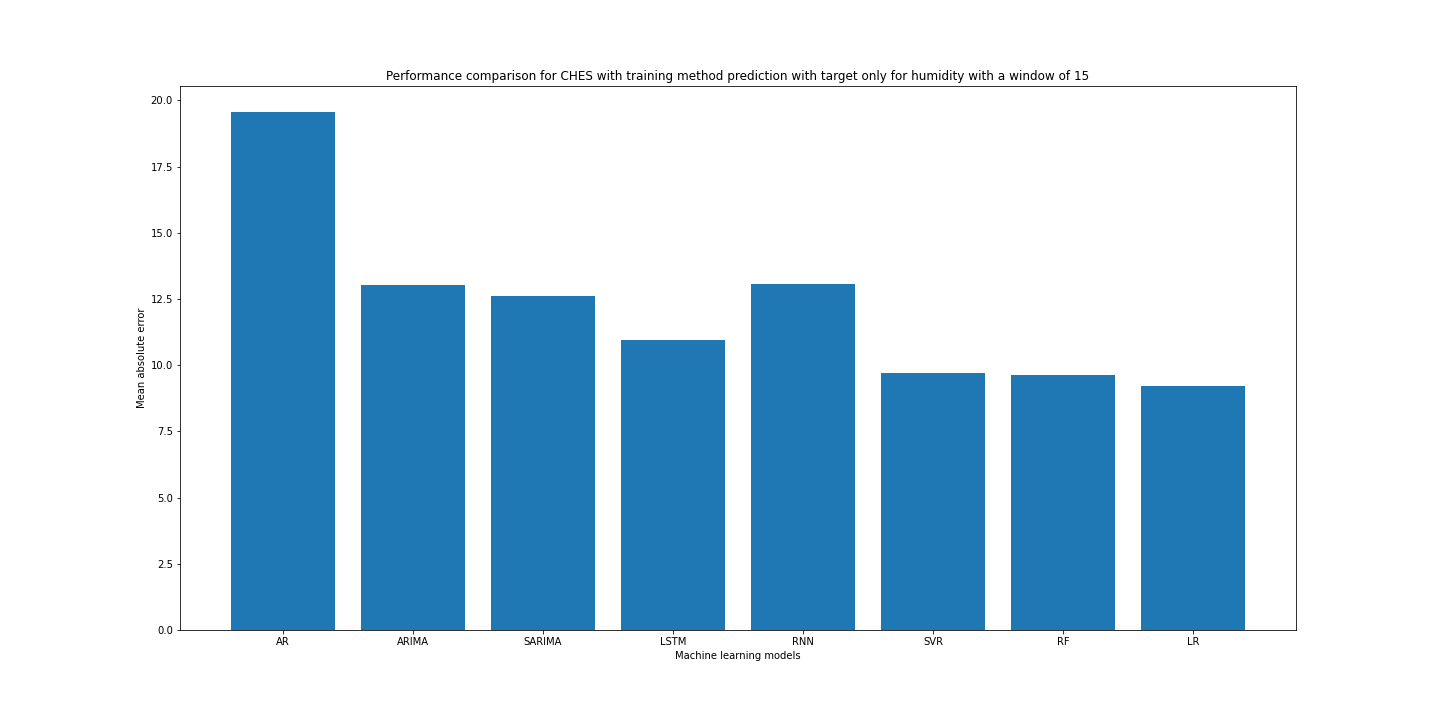 Performance comparison for CHES with training method prediction with target only for humidity with a window of 15
20.0
17.5
15.0
12.5
10.0
7.5
5.0
2.5
0.0
Mean absolute error
AR ARIMA SARIMA LSTM RNN SVR RF LR
Machine learning models